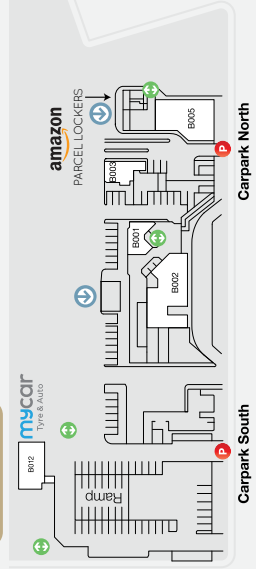 amazon
PARCEL LOCKERS
B005
P
Carpark North
B003
B001
B002
mycar
Tyre & Auto
B012
Ramp
P
Carpark South